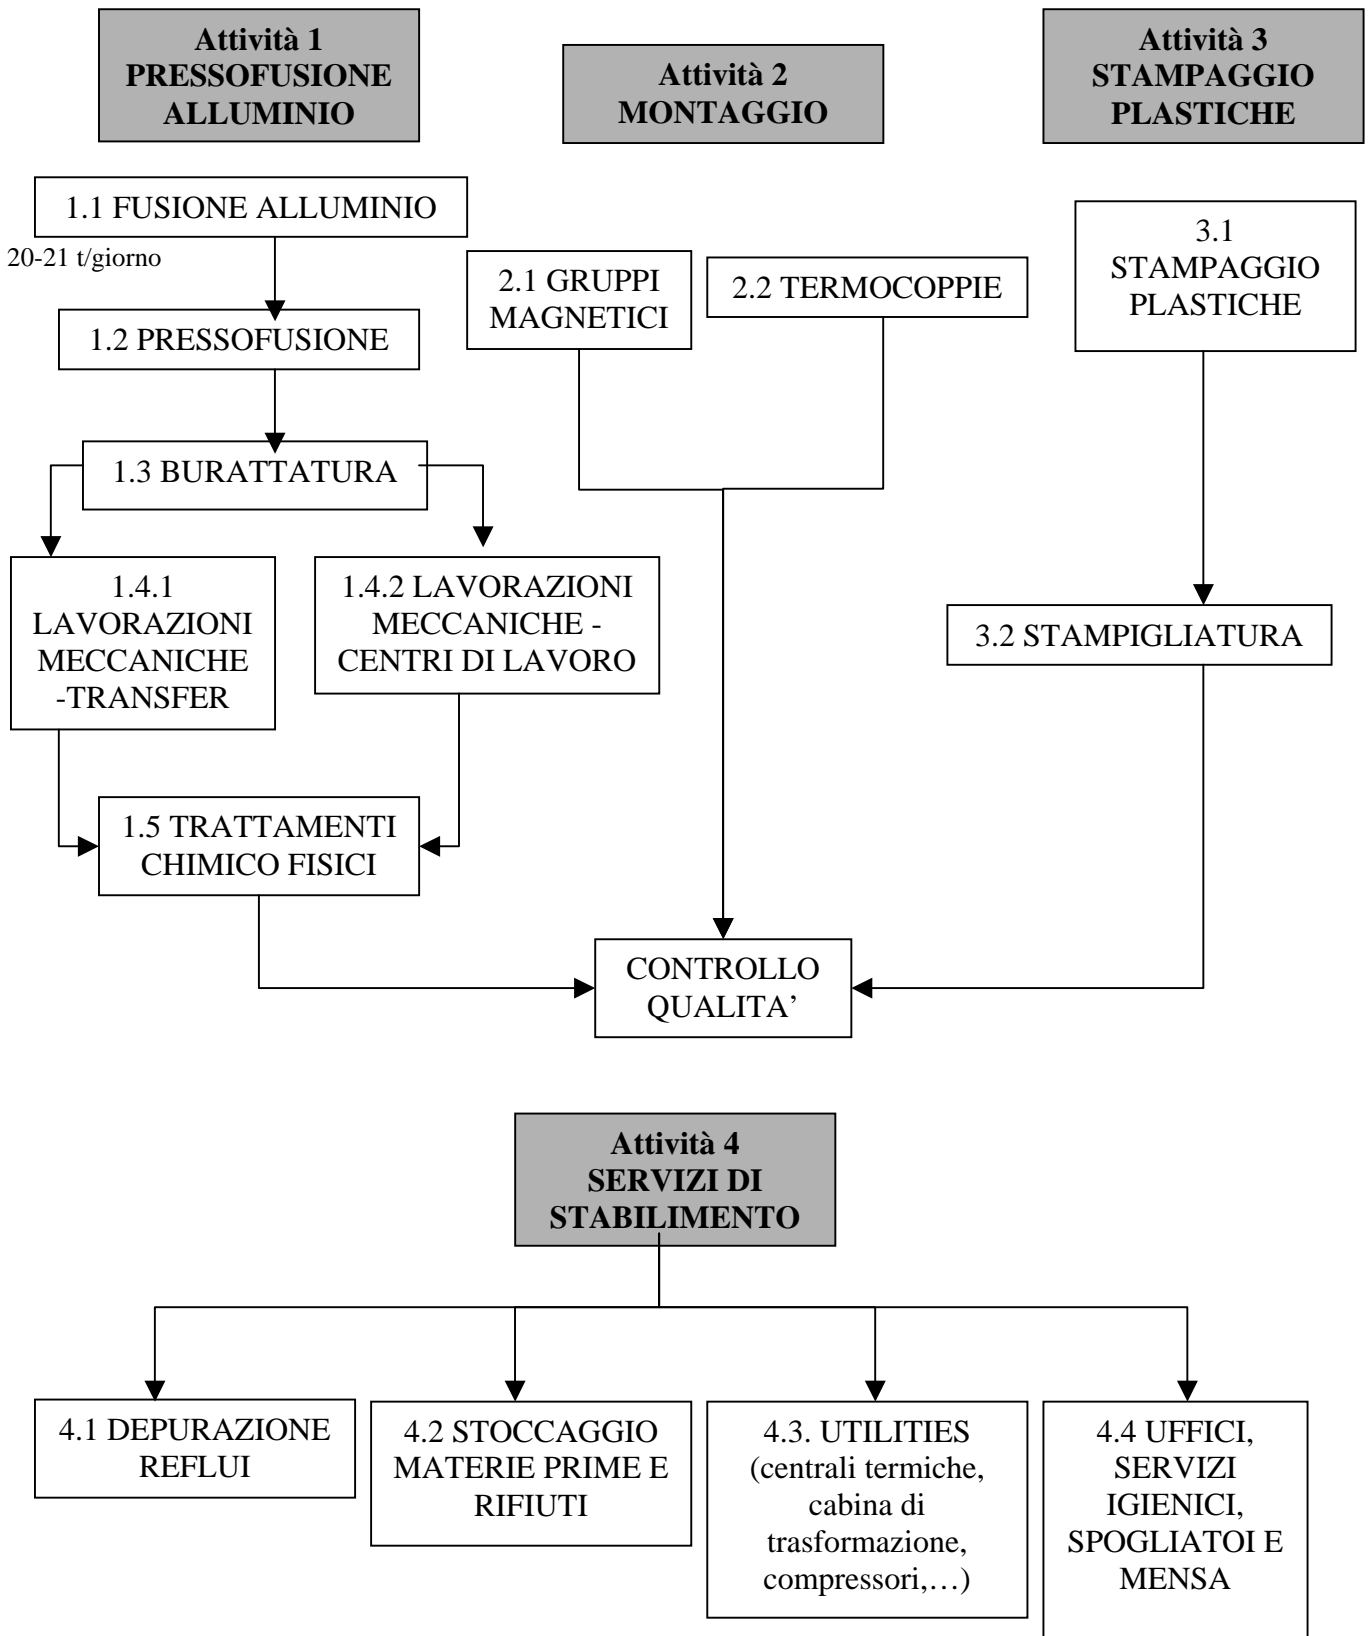 Attività 1
PRESSOFUSIONE
ALLUMINIO
Attività 2
MONTAGGIO
Attività 3
STAMPAGGIO
PLASTICHE
1.1 FUSIONE ALLUMINIO
20-21 t/giorno
1.2 PRESSOFUSIONE
1.3 BURATTATURA
1.4.1
LAVORAZIONI
MECCANICHE
-TRANSFER
1.4.2 LAVORAZIONI
MECCANICHE -
CENTRI DI LAVORO
1.5 TRATTAMENTI
CHIMICO FISICI
2.1 GRUPPI
MAGNETICI
2.2 TERMOCOPPIE
3.1
STAMPAGGIO
PLASTICHE
3.2 STAMPIGLIATURA
CONTROLLO
QUALITA’
Attività 4
SERVIZI DI
STABILIMENTO
4.1 DEPURAZIONE
REFLUI
4.2 STOCCAGGIO
MATERIE PRIME E
RIFIUTI
4.3. UTILITIES
(centrali termiche,
cabina di
trasformazione,
compressori,…)
4.4 UFFICI,
SERVIZI
IGIENICI,
SPOGLIATOI E
MENSA